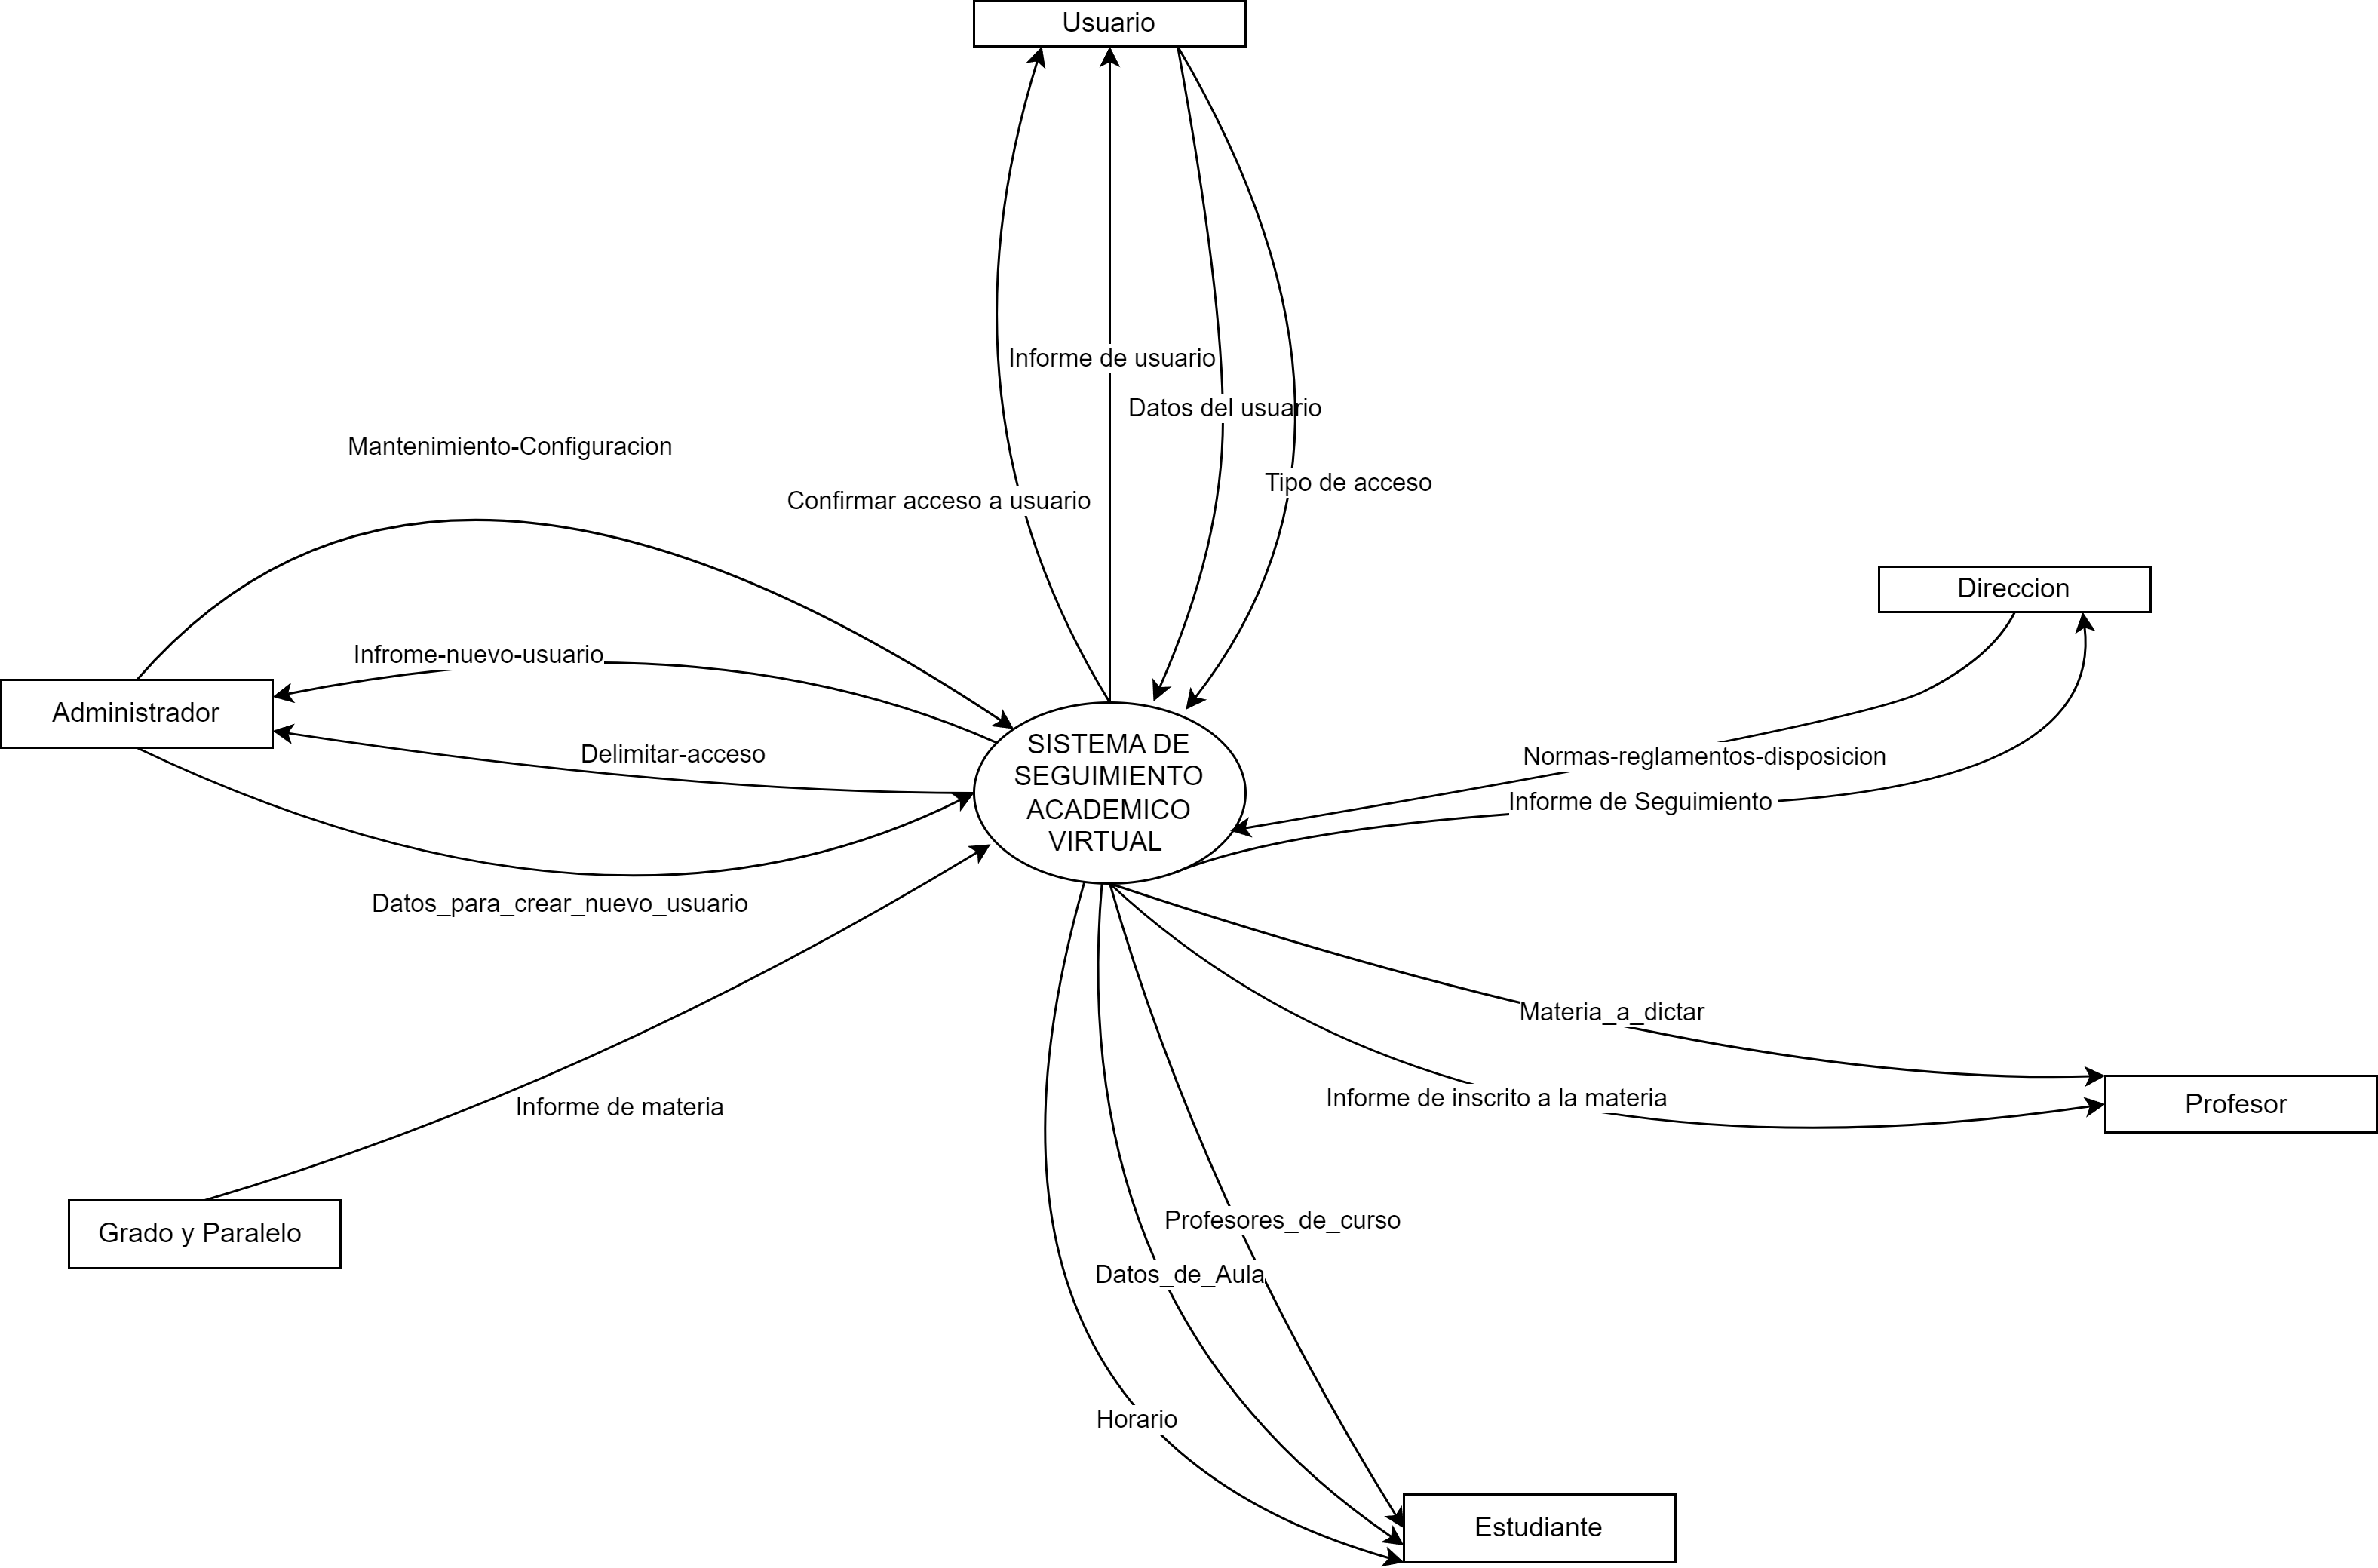 Usuario
Informe de usuario
Datos del usuario
Mantenimiento-Configuracion
Tipo de acceso
Confirmar acceso a usuario
Direccion
Infrome-nuevo-usuario
Administrador
Delimitar-acceso
SISTEMA DE
SEGUIMIENTO
ACADEMICO
VIRTUAL
Normas-reglamentos-disposicion
Informe de Seguimiento
Datos_para_crear_nuevo_usuario
Materia_a_dictar
Informe de inscrito a la materia
Profesor
Informe de materia
Profesores_de_curso
Grado y Paralelo
Datos_de_Aula
Horario
Estudiante